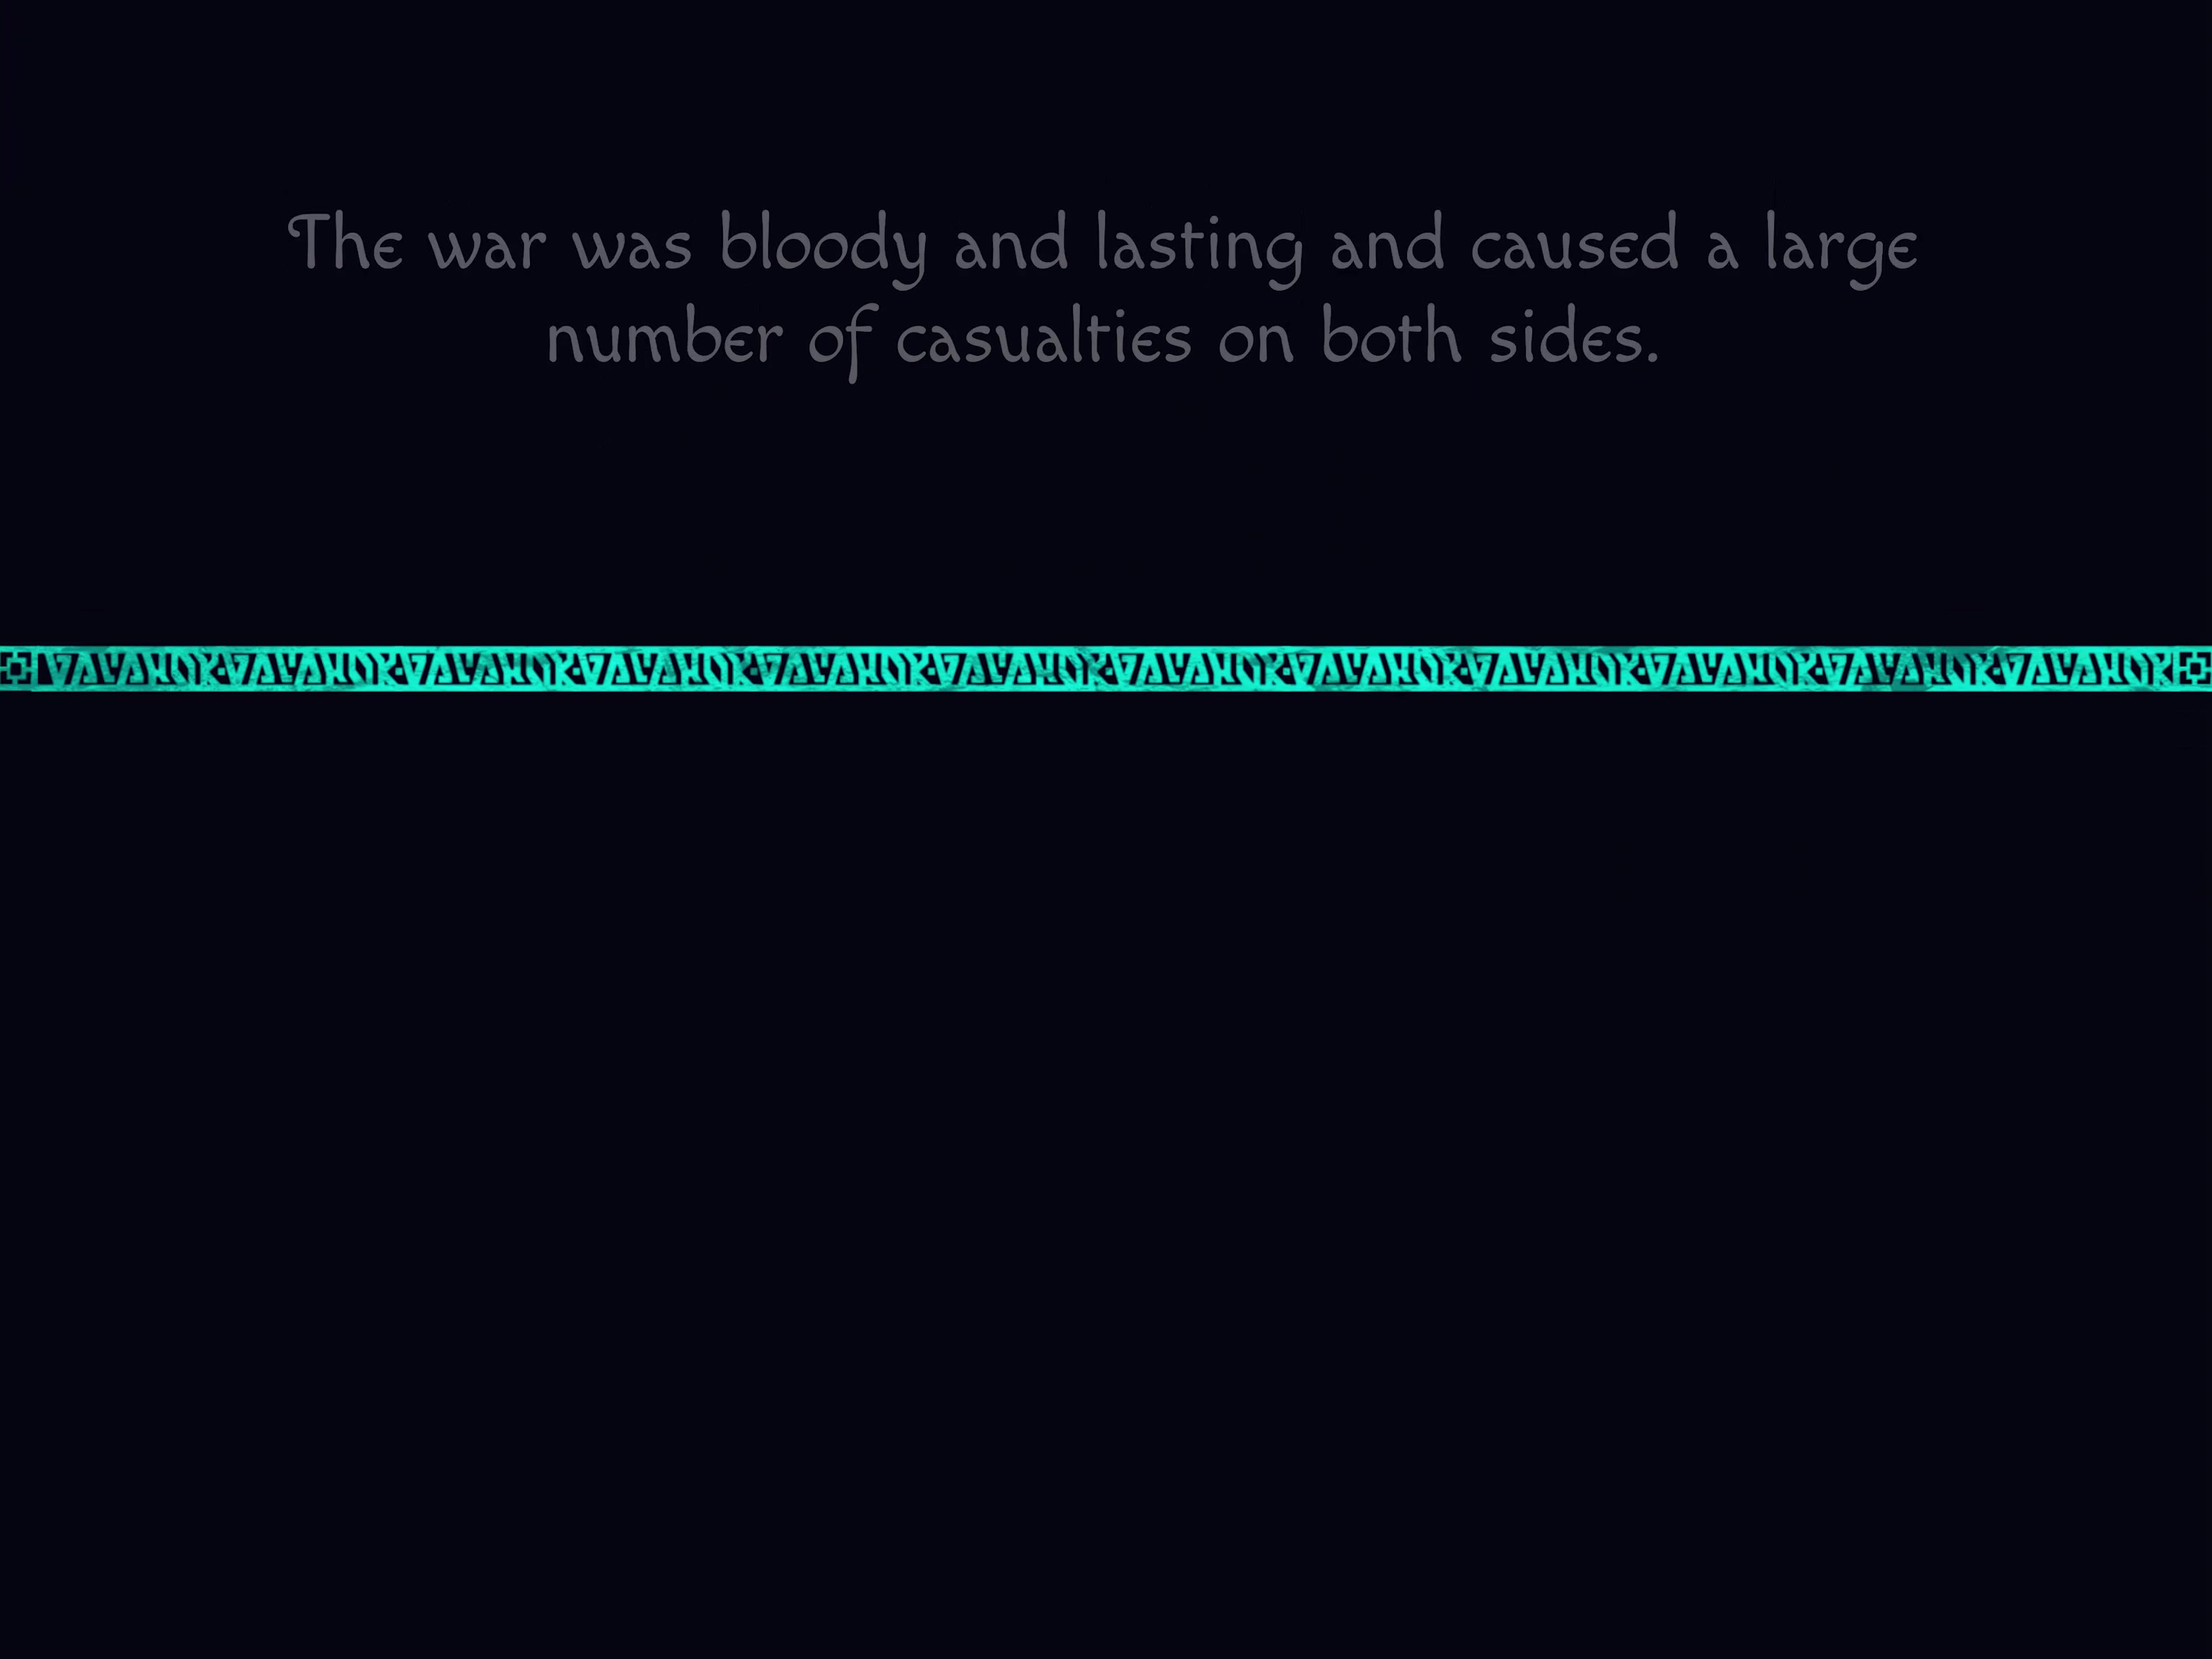 The war was bloody and lasting and caused a large
number of casualties on both sides.